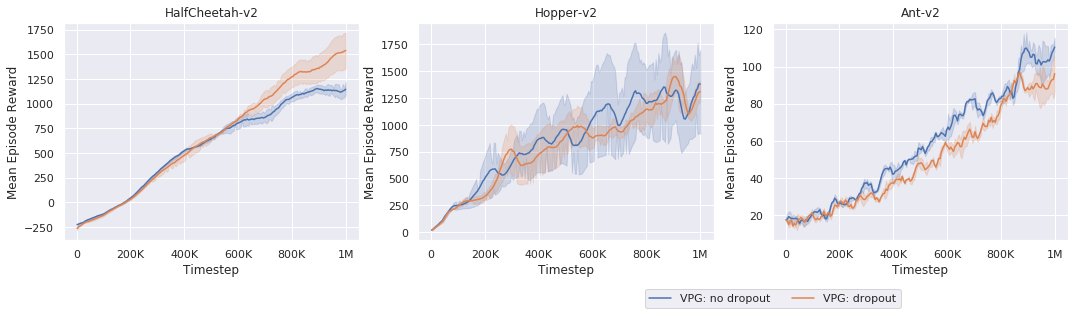 HalfCheetah-v2
Mean Episode Reward
1750
1500
1250
1000
750
500
250
0
−250
0 200K 400K 600K 800K 1M
Timestep
Hopper-v2
Mean Episode Reward
1750
1500
1250
1000
750
500
250
0
0 200K 400K 600K 800K 1M
Timestep
Ant-v2
Mean Episode Reward
120
100
80
60
40
20
0 200K 400K 600K 800K 1M
Timestep
VPG: no dropout VPG: dropout